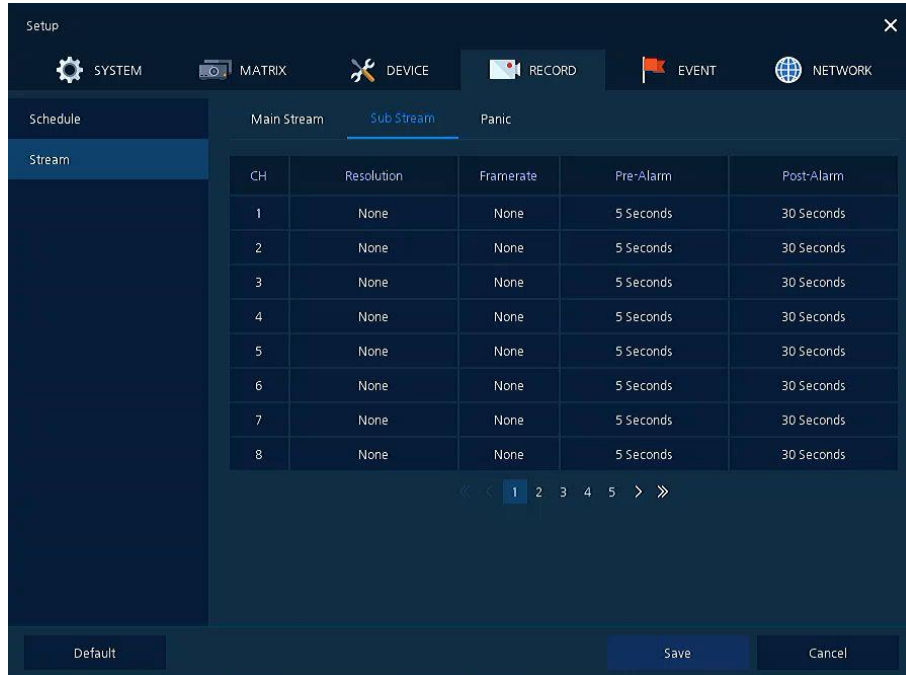 Setup
SYSTEM MATRIX DEVICE RECORD EVENT NETWORK
Schedule
Stream
Main Stream Sub Stream Panic
CH Resolution Framerate Pre-Alarm Post-Alarm
1 None None 5 Seconds 30 Seconds
2 None None 5 Seconds 30 Seconds
3 None None 5 Seconds 30 Seconds
4 None None 5 Seconds 30 Seconds
5 None None 5 Seconds 30 Seconds
6 None None 5 Seconds 30 Seconds
7 None None 5 Seconds 30 Seconds
8 None None 5 Seconds 30 Seconds
« < 1 2 3 4 5 > »
Default Save Cancel